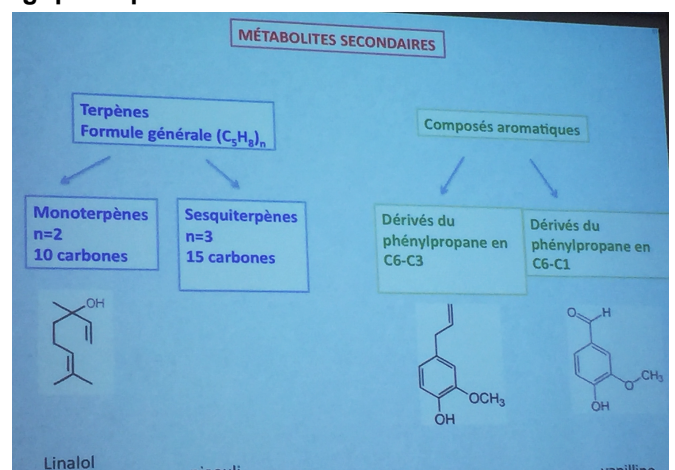 MÉTABOLITES SECONDAIRES
Terpènes
Formule générale (C₅H₈)ₙ
Composés aromatiques
Monoterpènes
n=2
10 carbones
Sesquiterpènes
n=3
15 carbones
Dérivés du
phénylpropane en
C6-C3
Dérivés du
phénylpropane en
C6-C1
OH
OCH₃
OH
O
H
O
CH₃
OH
Linalol
vanilline